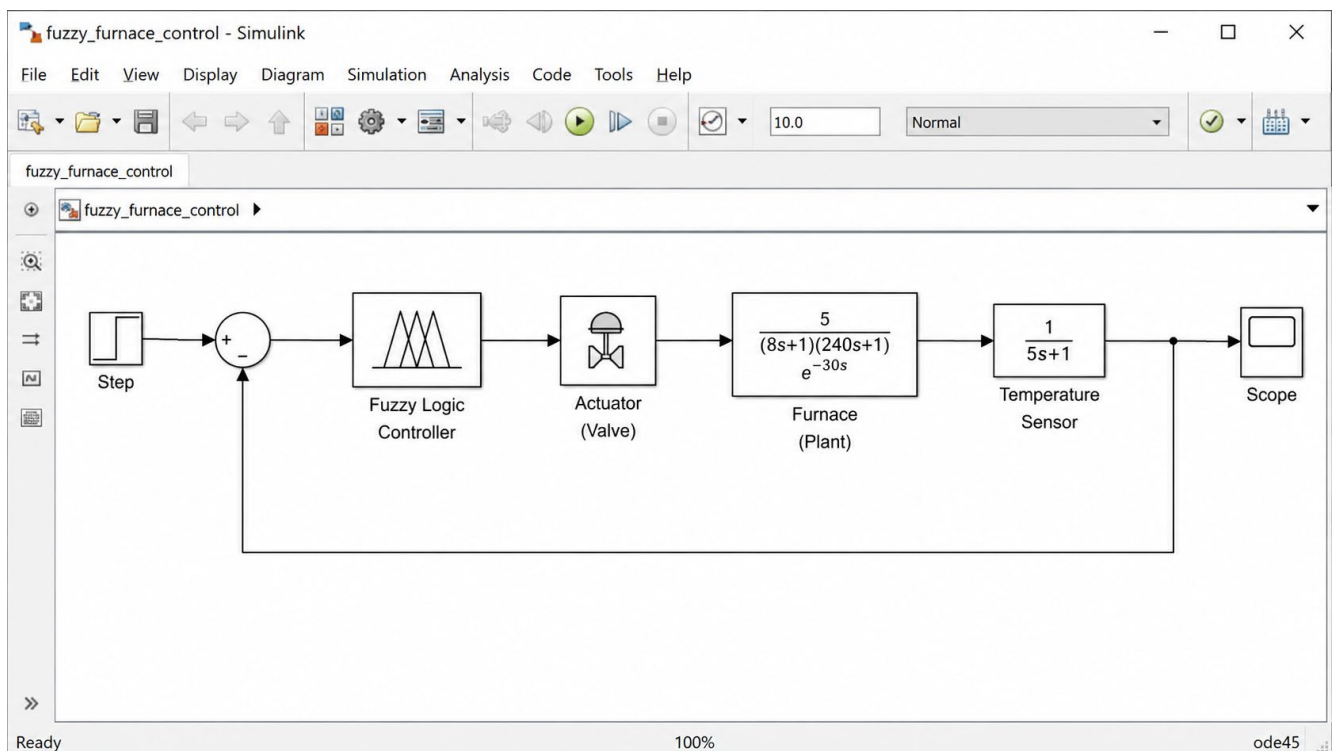 fuzzy_furnace_control - Simulink
File Edit View Display Diagram Simulation Analysis Code Tools Help
10.0 Normal
fuzzy_furnace_control
fuzzy_furnace_control
+
−
Step
Fuzzy Logic
Controller
Actuator
(Valve)
5
(8s+1)(240s+1)
e^{-30s}
Furnace
(Plant)
1
5s+1
Temperature
Sensor
Scope
Ready 100% ode45